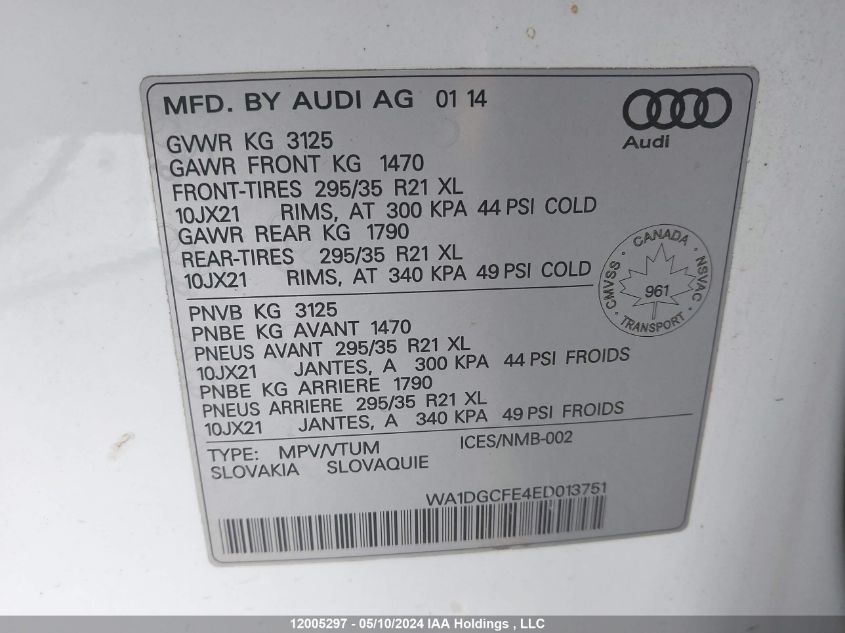 MFD. BY AUDI AG 01 14
Audi
GVWR KG 3125
GAWR FRONT KG 1470
FRONT-TIRES 295/35 R21 XL
10JX21 RIMS, AT 300 KPA 44 PSI COLD
GAWR REAR KG 1790
REAR-TIRES 295/35 R21 XL
10JX21 RIMS, AT 340 KPA 49 PSI COLD
CMVSS · CANADA · NSVAC
961
· TRANSPORT ·
PNVB KG 3125
PNBE KG AVANT 1470
PNEUS AVANT 295/35 R21 XL
10JX21 JANTES, A 300 KPA 44 PSI FROIDS
PNBE KG ARRIERE 1790
PNEUS ARRIERE 295/35 R21 XL
10JX21 JANTES, A 340 KPA 49 PSI FROIDS
TYPE: MPV/VTUM ICES/NMB-002
SLOVAKIA SLOVAQUIE
WA1DGCFE4ED013751
12005297 - 05/10/2024 IAA Holdings , LLC